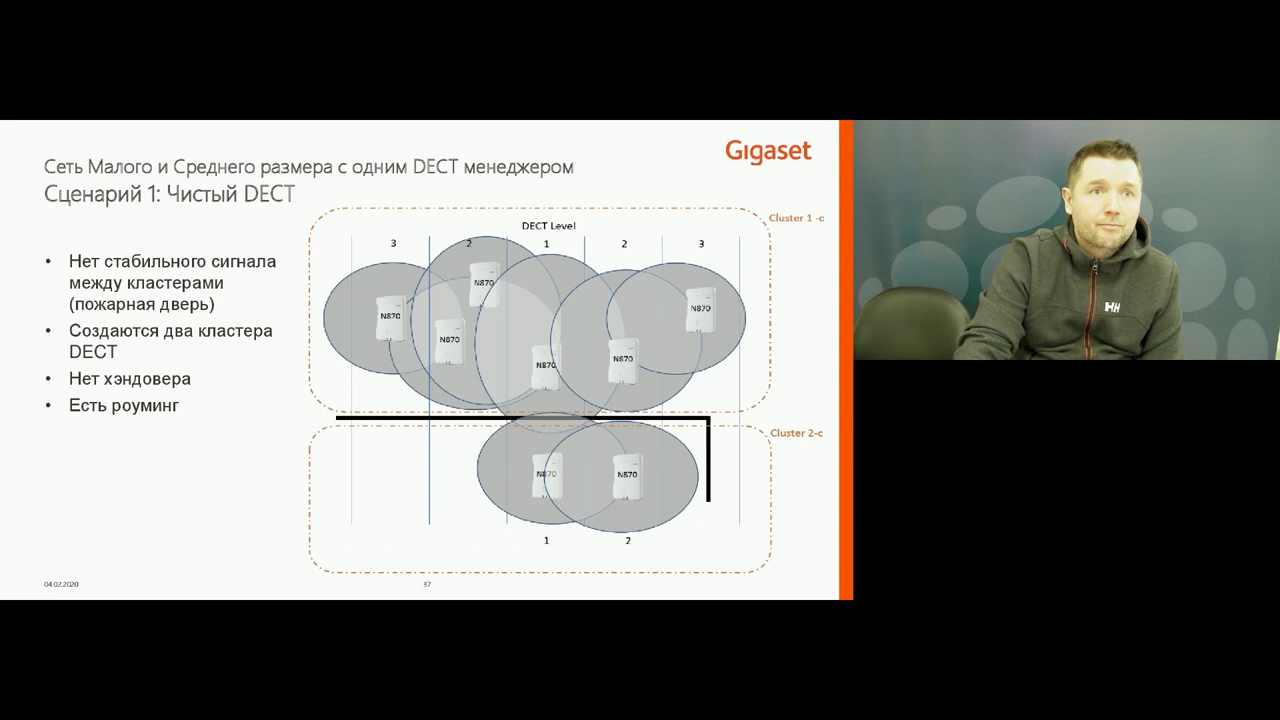 Gigaset
Сеть Малого и Среднего размера с одним DECT менеджером
Сценарий 1: Чистый DECT
• Нет стабильного сигнала
между кластерами
(пожарная дверь)
• Создаются два кластера
DECT
• Нет хэндовера
• Есть роуминг
Cluster 1 -c
DECT Level
3 2 1 2 3
N870
N870
N870
N870
N870
N870
Cluster 2-c
N870
N870
1 2
04.02.2020
37
HH